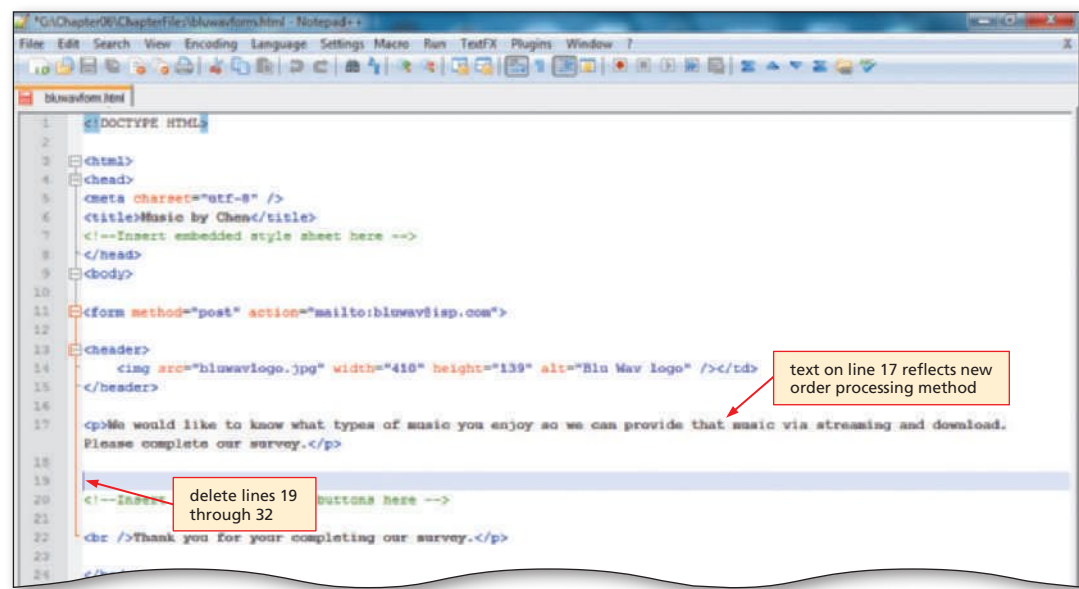 *G:\Chapter06\ChapterFiles\bluwavform.html - Notepad++
File Edit Search View Encoding Language Settings Macro Run TextFX Plugins Window ? X
bluwavform.html
1 <!DOCTYPE HTML>
2
3 <html>
4 <head>
5 <meta charset="utf-8" />
6 <title>Music by Chen</title>
7 <!--Insert embedded style sheet here -->
8 </head>
9 <body>
10
11 <form method="post" action="mailto:bluwav@isp.com">
12
13 <header>
14 <img src="bluwavlogo.jpg" width="410" height="139" alt="Blu Wav logo" /></td>
15 </header>
16
text on line 17 reflects new
order processing method
17 <p>We would like to know what types of music you enjoy so we can provide that music via streaming and download.
Please complete our survey.</p>
18
19
20 <!--Insert buttons here -->
delete lines 19
through 32
21
22 <br />Thank you for your completing our survey.</p>
23
24